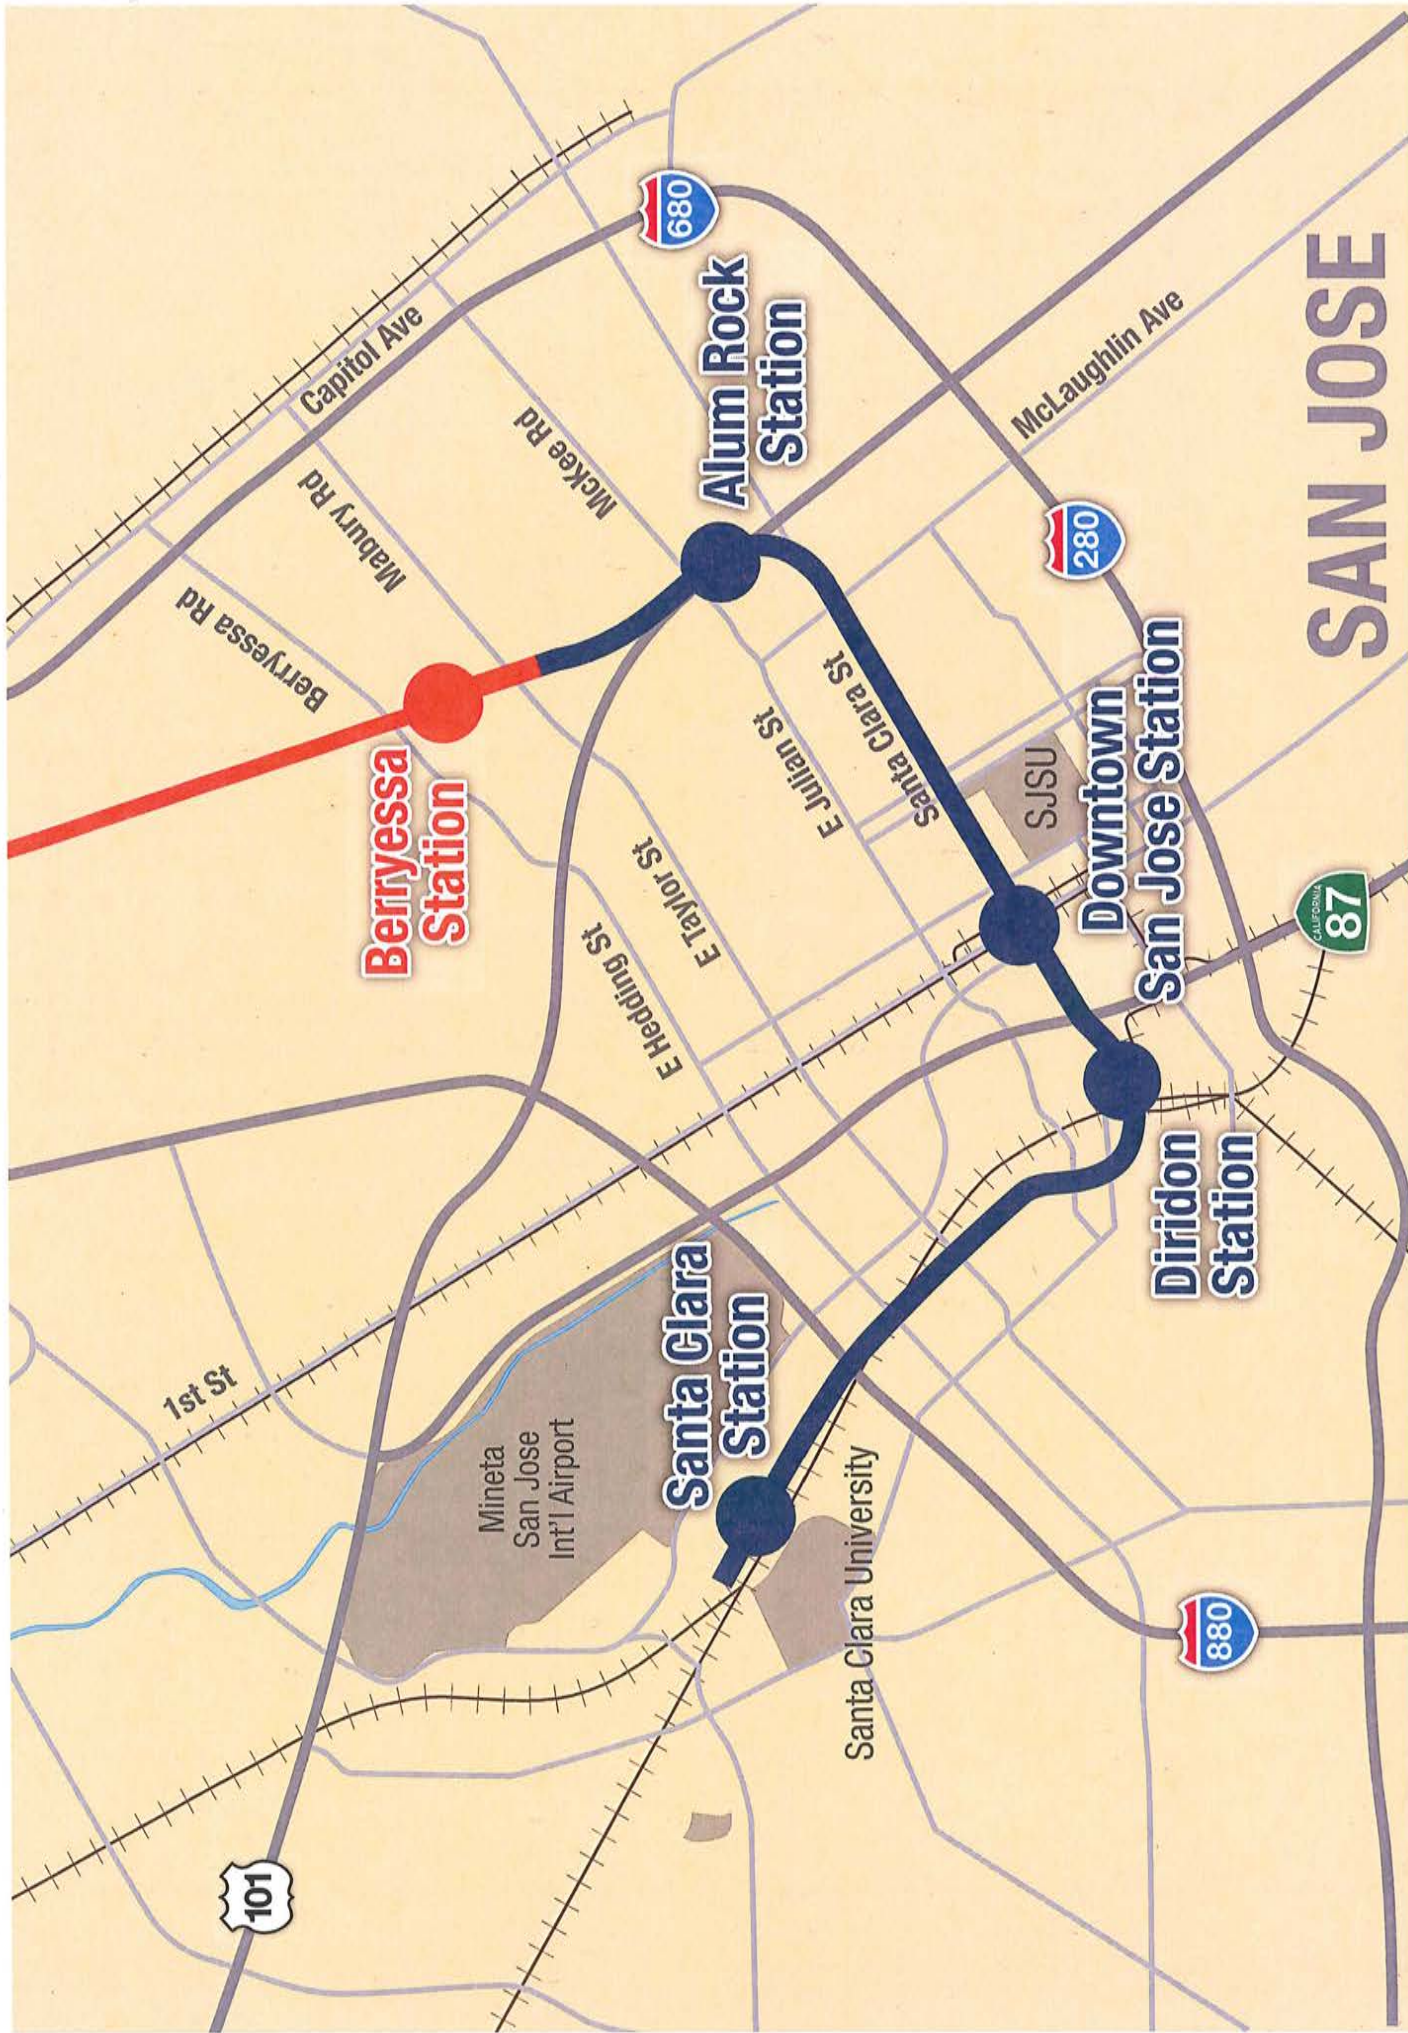 101
1st St
Mineta
San Jose
Int'l Airport
Santa Clara
Station
Santa Clara University
880
Berryessa
Station
E Hedding St
E Taylor St
Berryessa Rd
Mabury Rd
Capitol Ave
McKee Rd
E Julian St
Santa Clara St
Alum Rock
Station
680
SJSU
Downtown
San Jose Station
Diridon
Station
CALIFORNIA
87
280
McLaughlin Ave
SAN JOSE